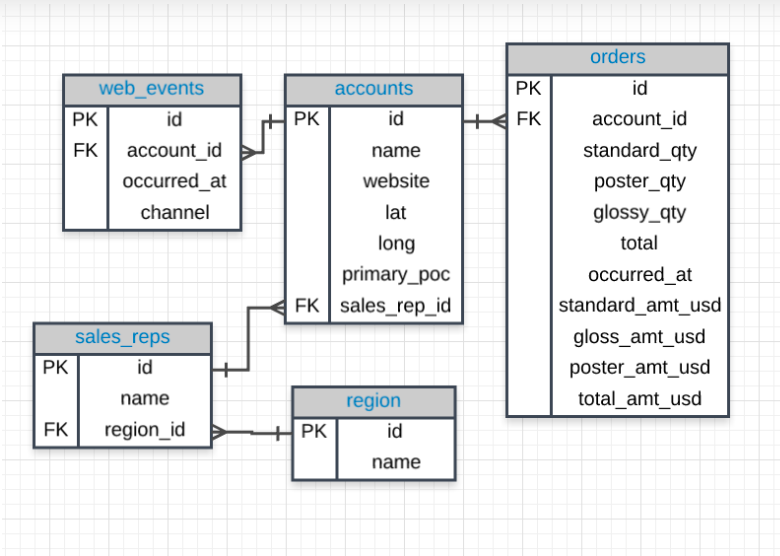 web_events
PK id
FK account_id
occurred_at
channel
accounts
PK id
name
website
lat
long
primary_poc
FK sales_rep_id
orders
PK id
FK account_id
standard_qty
poster_qty
glossy_qty
total
occurred_at
standard_amt_usd
gloss_amt_usd
poster_amt_usd
total_amt_usd
sales_reps
PK id
name
FK region_id
region
PK id
name